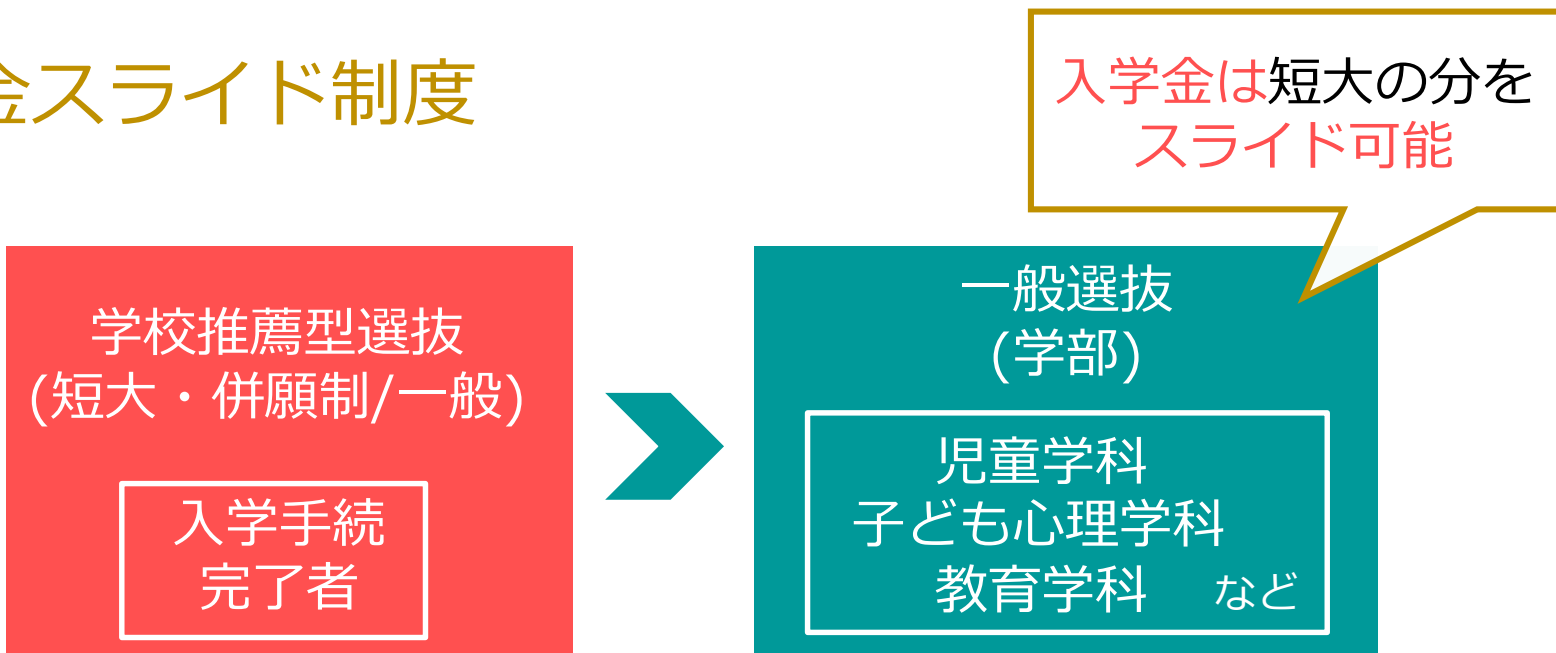 金スライド制度
入学金は短大の分を
スライド可能
学校推薦型選抜
(短大・併願制/一般)
入学手続
完了者
一般選抜
(学部)
児童学科
子ども心理学科
教育学科 など